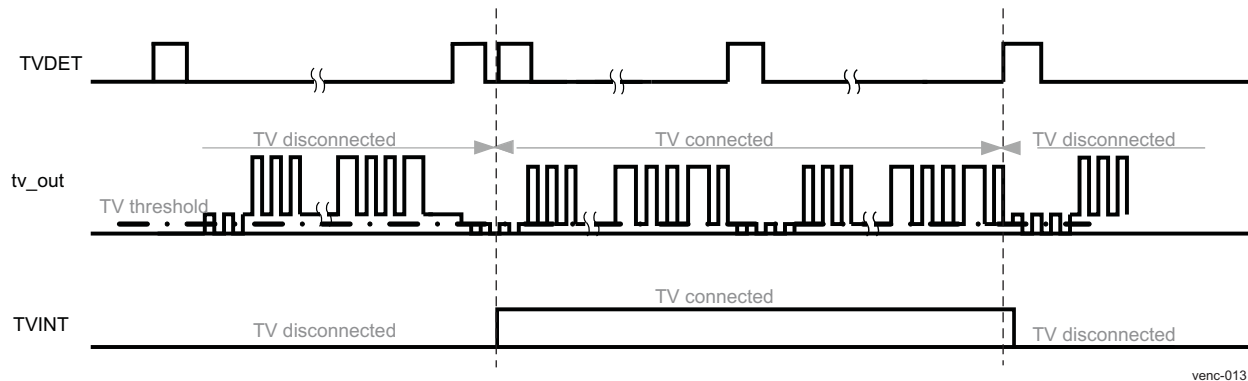 TVDET
TV disconnected TV connected TV disconnected
tv_out
TV threshold
TV connected
TVINT
TV disconnected TV disconnected
venc-013